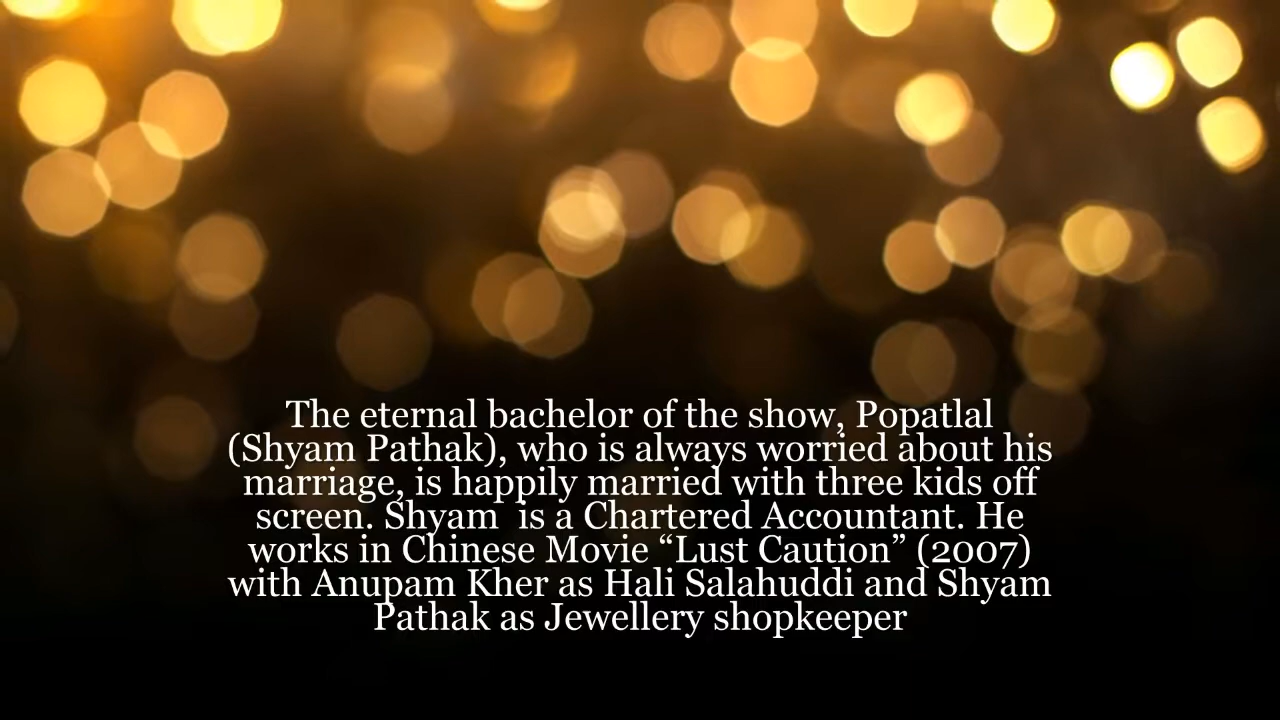 The eternal bachelor of the show, Popatlal
(Shyam Pathak), who is always worried about his
marriage, is happily married with three kids off
screen. Shyam  is a Chartered Accountant. He
works in Chinese Movie “Lust Caution” (2007)
with Anupam Kher as Hali Salahuddi and Shyam
Pathak as Jewellery shopkeeper